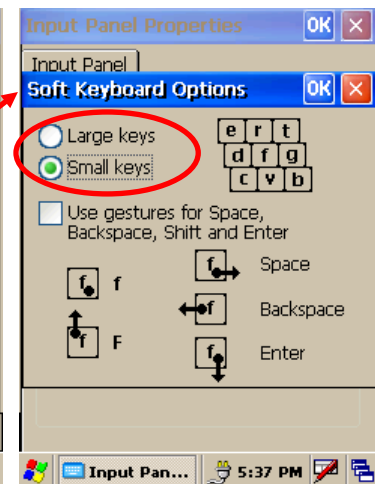 Input Panel Properties OK
Input Panel
Soft Keyboard Options OK
Large keys
Small keys
e r t
d f g
c v b
Use gestures for Space,
Backspace, Shift and
Enter
f f
f F
f Space
f Backspace
f Enter
Input Pan... 5:37 PM